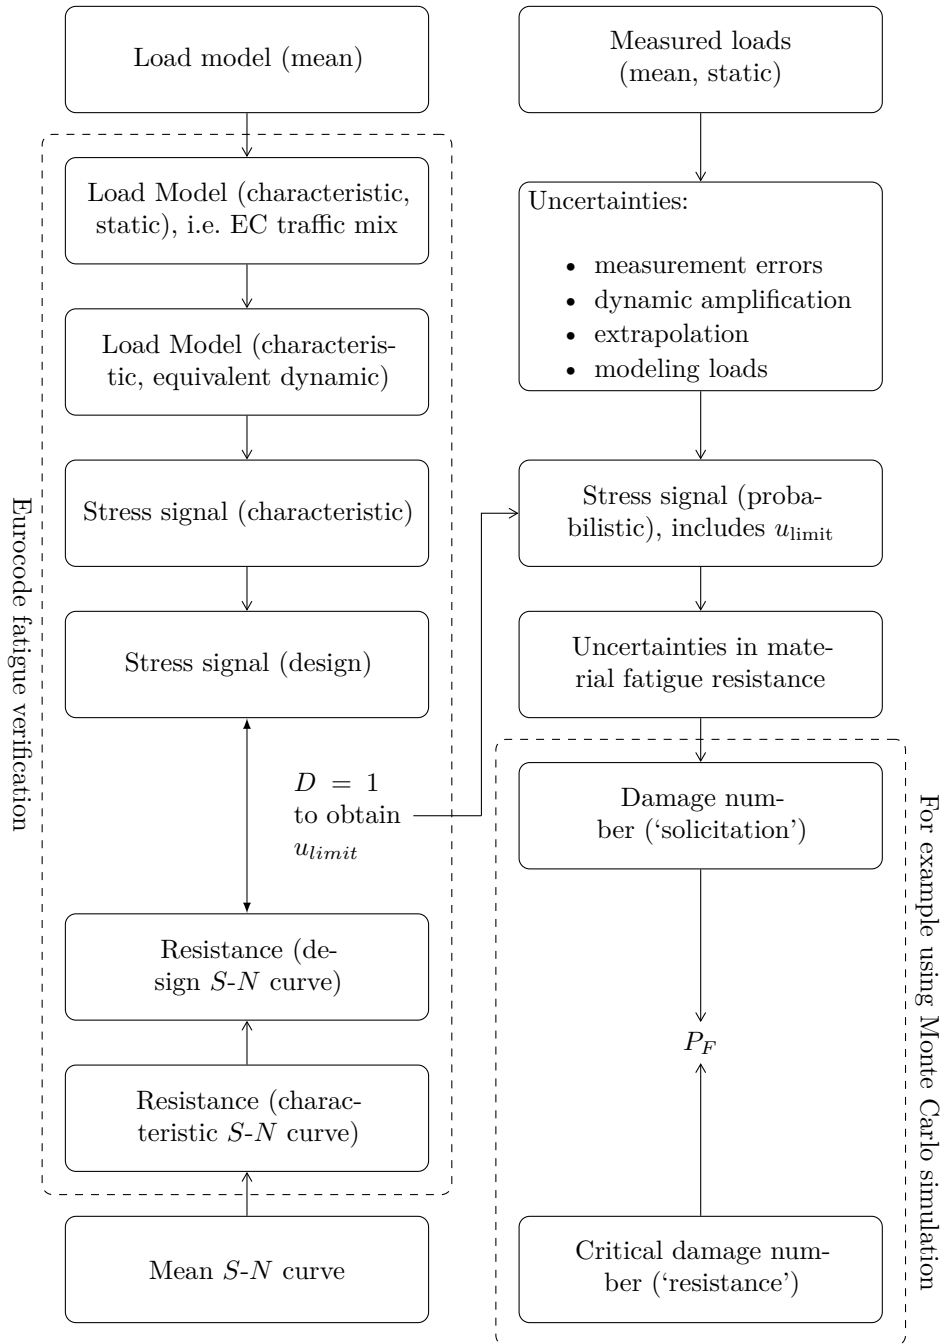 Load model (mean)
Load Model (characteristic,
static), i.e. EC traffic mix
Load Model (characteris-
tic, equivalent dynamic)
Stress signal (characteristic)
Stress signal (design)
D = 1
to obtain
u_limit
Resistance (de-
sign S-N curve)
Resistance (charac-
teristic S-N curve)
Mean S-N curve
Eurocode fatigue verification
Measured loads
(mean, static)
Uncertainties:
• measurement errors
• dynamic amplification
• extrapolation
• modeling loads
Stress signal (proba-
bilistic), includes u_limit
Uncertainties in mate-
rial fatigue resistance
Damage num-
ber (‘solicitation’)
P_F
Critical damage num-
ber (‘resistance’)
For example using Monte Carlo simulation